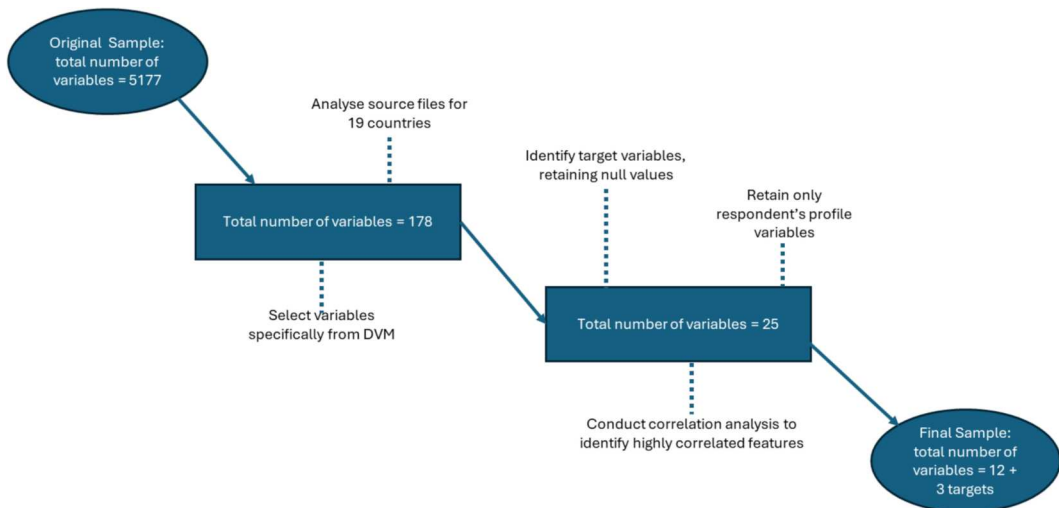 Original Sample:
total number of
variables = 5177
Analyse source files for
19 countries
Total number of variables = 178
Select variables
specifically from DVM
Identify target variables,
retaining null values
Retain only
respondent's profile
variables
Total number of variables = 25
Conduct correlation analysis to
identify highly correlated features
Final Sample:
total number of
variables = 12 +
3 targets